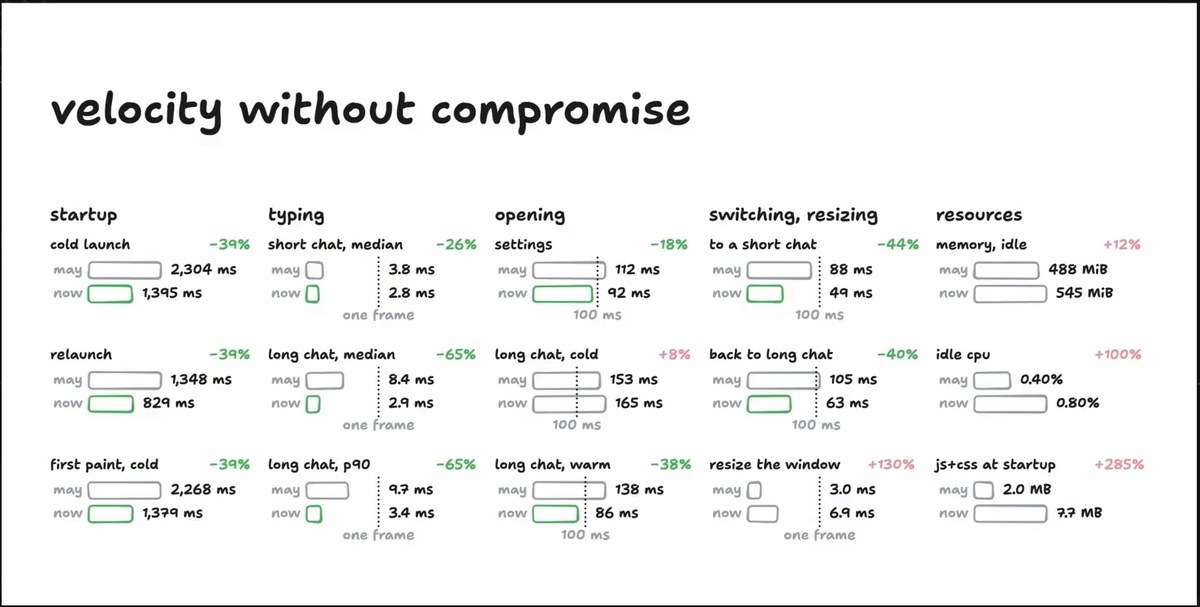 velocity without compromise
startup
cold launch -39%
may 2,304 ms
now 1,395 ms
relaunch -39%
may 1,348 ms
now 829 ms
first paint, cold -39%
may 2,268 ms
now 1,379 ms
typing
short chat, median -26%
may 3.8 ms
now 2.8 ms
one frame
long chat, median -65%
may 8.4 ms
now 2.9 ms
one frame
long chat, p90 -65%
may 9.7 ms
now 3.4 ms
one frame
opening
settings -18%
may 112 ms
now 92 ms
100 ms
long chat, cold +8%
may 153 ms
now 165 ms
100 ms
long chat, warm -38%
may 138 ms
now 86 ms
100 ms
switching, resizing
to a short chat -44%
may 88 ms
now 49 ms
100 ms
back to long chat -40%
may 105 ms
now 63 ms
100 ms
resize the window +130%
may 3.0 ms
now 6.9 ms
one frame
resources
memory, idle +12%
may 488 MiB
now 545 MiB
idle cpu +100%
may 0.40%
now 0.80%
js+css at startup +285%
may 2.0 MB
now 7.7 MB